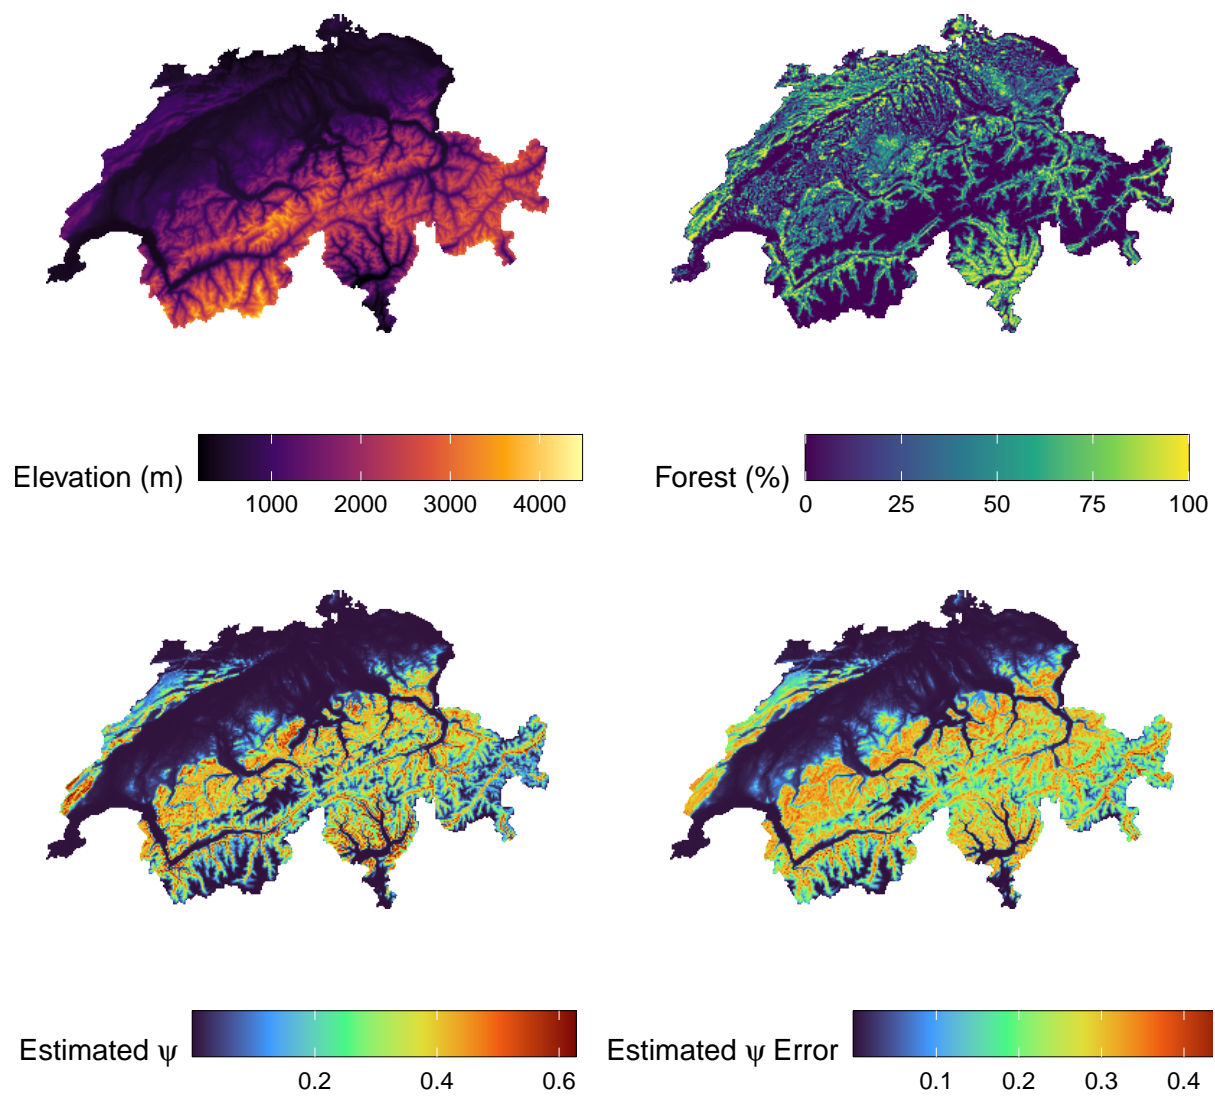 Elevation (m)
1000 2000 3000 4000
Forest (%)
0 25 50 75 100
Estimated ψ
0.2 0.4 0.6
Estimated ψ Error
0.1 0.2 0.3 0.4